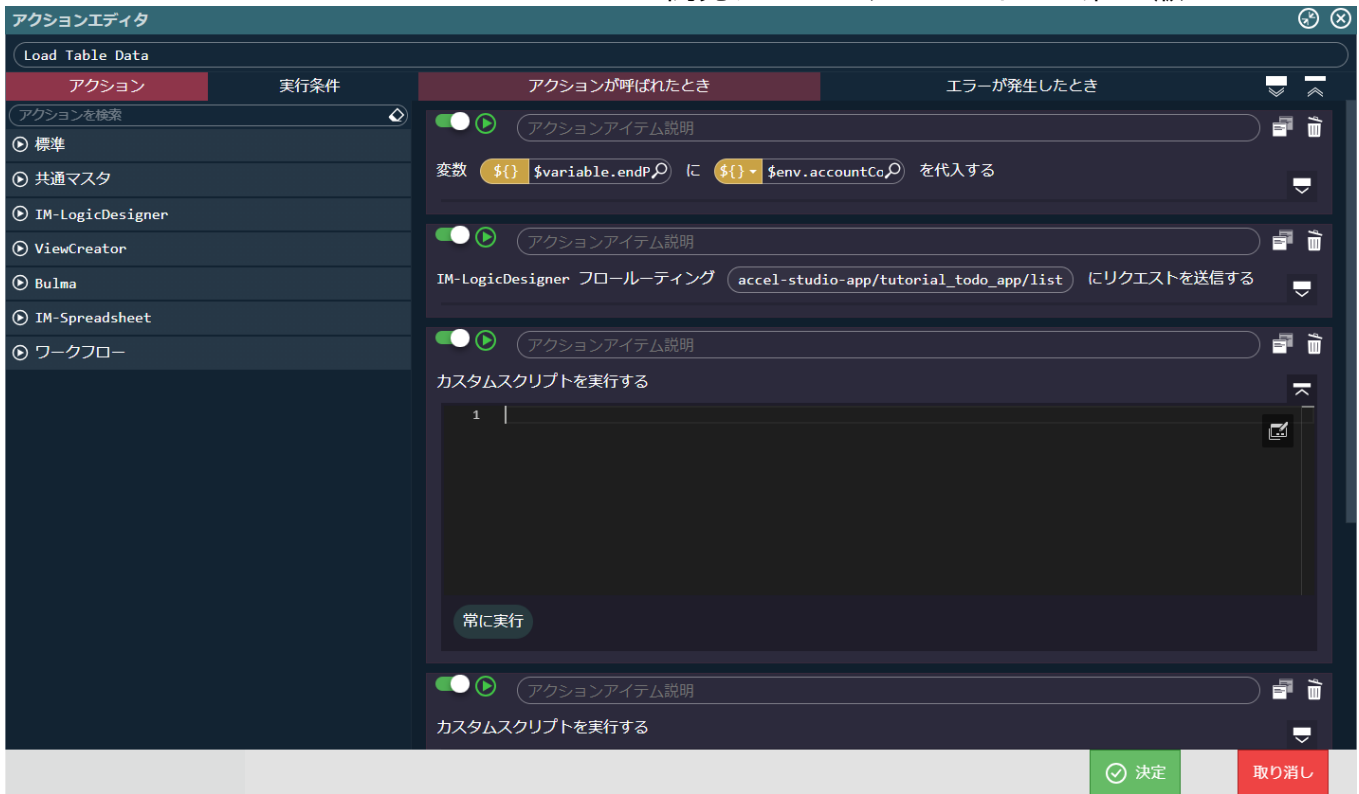 アクションエディタ
Load Table Data
アクション 実行条件 アクションが呼ばれたとき エラーが発生したとき
アクションを検索
標準
共通マスタ
IM-LogicDesigner
ViewCreator
Bulma
IM-Spreadsheet
ワークフロー
アクションアイテム説明
変数 ${} $variable.endP に ${} $env.accountCo を代入する
アクションアイテム説明
IM-LogicDesigner フロールーティング accel-studio-app/tutorial_todo_app/list にリクエストを送信する
アクションアイテム説明
カスタムスクリプトを実行する
1
常に実行
アクションアイテム説明
カスタムスクリプトを実行する
決定 取り消し